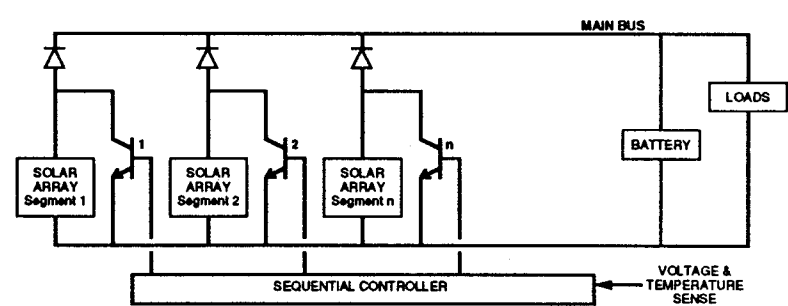 MAIN BUS
1
2
n
LOADS
BATTERY
SOLAR
ARRAY
Segment 1
SOLAR
ARRAY
Segment 2
SOLAR
ARRAY
Segment n
SEQUENTIAL CONTROLLER
VOLTAGE &
TEMPERATURE
SENSE